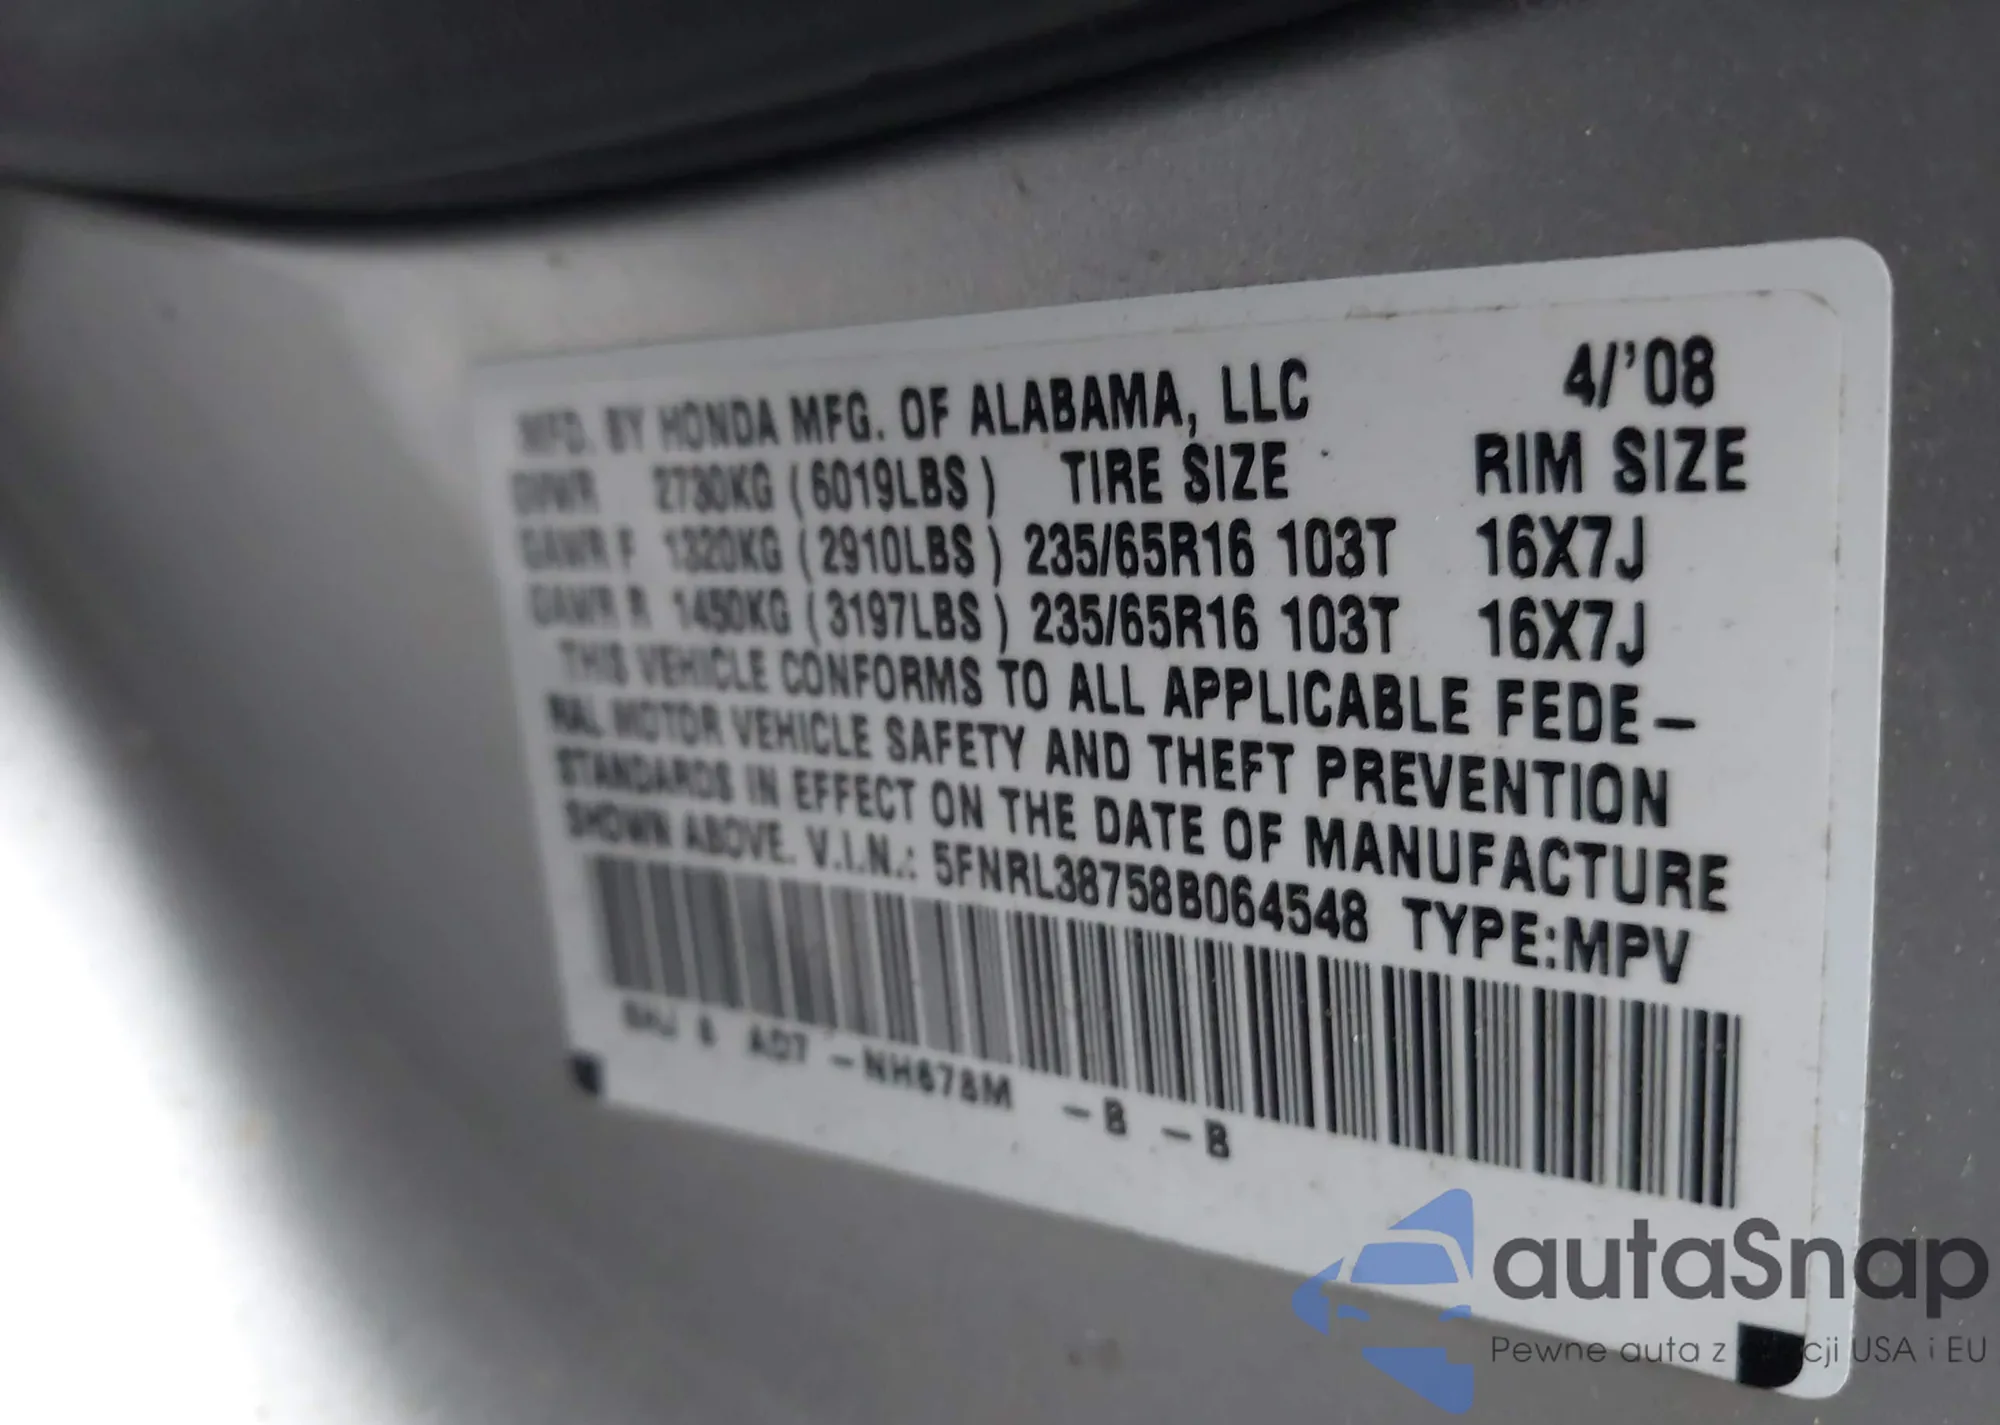 MFD. BY HONDA MFG. OF ALABAMA, LLC 4/'08
GVWR 2730KG (6019LBS) TIRE SIZE RIM SIZE
GAWR F 1320KG (2910LBS) 235/65R16 103T 16X7J
GAWR R 1450KG (3197LBS) 235/65R16 103T 16X7J
THIS VEHICLE CONFORMS TO ALL APPLICABLE FEDE-
RAL MOTOR VEHICLE SAFETY AND THEFT PREVENTION
STANDARDS IN EFFECT ON THE DATE OF MANUFACTURE
SHOWN ABOVE. V.I.N.: 5FNRL38758B064548 TYPE:MPV
AD7 -NH678M -B -B
autaSnap
Pewne auta z USA i EU